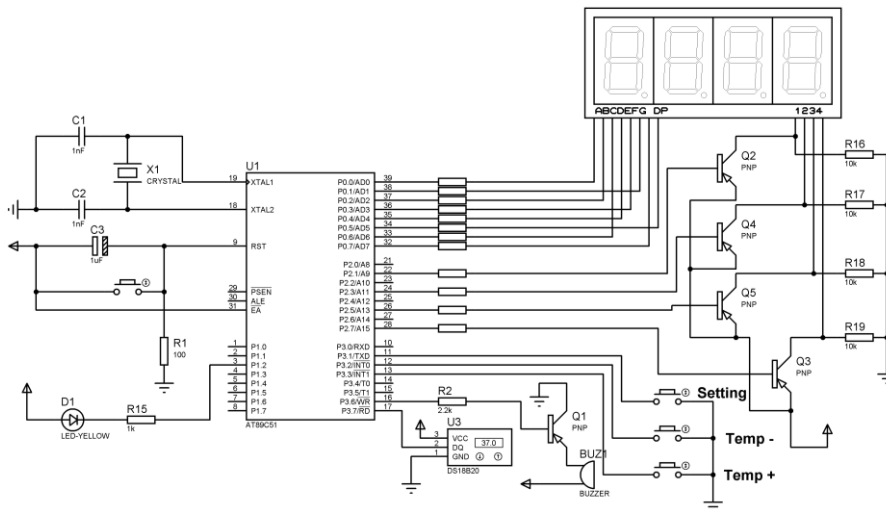 ABCDEFG DP
1234
C1
1nF
X1
CRYSTAL
C2
1nF
C3
1uF
R1
100
D1
LED-YELLOW
R15
1k
U1
19
XTAL1
18
XTAL2
9
RST
29
PSEN
30
ALE
31
EA
1
P1.0
2
P1.1
3
P1.2
4
P1.3
5
P1.4
6
P1.5
7
P1.6
8
P1.7
AT89C51
P0.0/AD0
39
P0.1/AD1
38
P0.2/AD2
37
P0.3/AD3
36
P0.4/AD4
35
P0.5/AD5
34
P0.6/AD6
33
P0.7/AD7
32
P2.0/A8
21
P2.1/A9
22
P2.2/A10
23
P2.3/A11
24
P2.4/A12
25
P2.5/A13
26
P2.6/A14
27
P2.7/A15
28
P3.0/RXD
10
P3.1/TXD
11
P3.2/INT0
12
P3.3/INT1
13
P3.4/T0
14
P3.5/T1
15
P3.6/WR
16
P3.7/RD
17
Q2
PNP
Q4
PNP
Q5
PNP
Q3
PNP
R16
10k
R17
10k
R18
10k
R19
10k
R2
2.2k
U3
3
VCC
2
DQ
1
GND
37.0
DS18B20
Q1
PNP
BUZ1
BUZZER
Setting
Temp -
Temp +